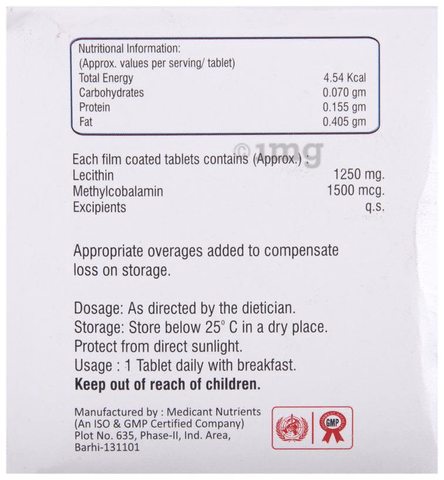 Nutritional Information:
(Approx. values per serving/ tablet)
Total Energy 4.54 Kcal
Carbohydrates 0.070 gm
Protein 0.155 gm
Fat 0.405 gm
1mg
Each film coated tablets contains (Approx.) :
Lecithin 1250 mg.
Methylcobalamin 1500 mcg.
Excipients q.s.
Appropriate overages added to compensate
loss on storage.
Dosage: As directed by the dietician.
Storage: Store below 25° C in a dry place.
Protect from direct sunlight.
Usage : 1 Tablet daily with breakfast.
Keep out of reach of children.
Manufactured by : Medicant Nutrients
(An ISO & GMP Certified Company)
Plot No. 635, Phase-II, Ind. Area,
Barhi-131101
GMP